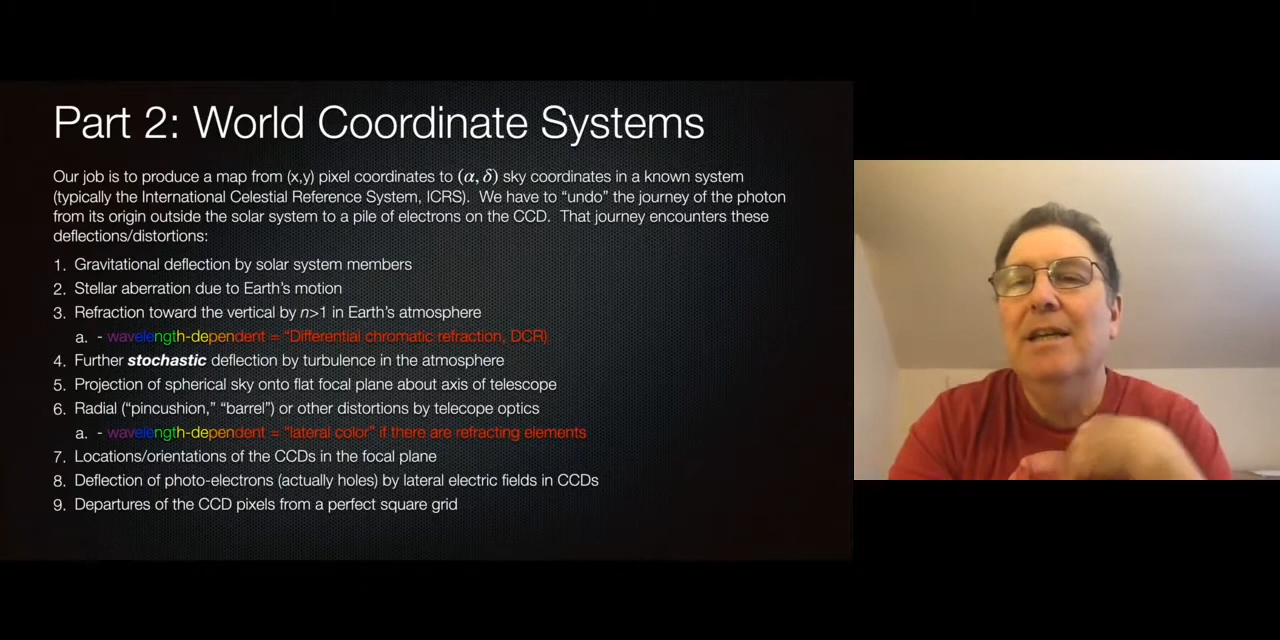 Part 2: World Coordinate Systems
Our job is to produce a map from (x,y) pixel coordinates to (α, δ) sky coordinates in a known system
(typically the International Celestial Reference System, ICRS). We have to “undo” the journey of the photon
from its origin outside the solar system to a pile of electrons on the CCD. That journey encounters these
deflections/distortions:
1. Gravitational deflection by solar system members
2. Stellar aberration due to Earth’s motion
3. Refraction toward the vertical by n>1 in Earth’s atmosphere
a. - wavelength-dependent = “Differential chromatic refraction, DCR)
4. Further stochastic deflection by turbulence in the atmosphere
5. Projection of spherical sky onto flat focal plane about axis of telescope
6. Radial (“pincushion,” “barrel”) or other distortions by telecope optics
a. - wavelength-dependent = “lateral color” if there are refracting elements
7. Locations/orientations of the CCDs in the focal plane
8. Deflection of photo-electrons (actually holes) by lateral electric fields in CCDs
9. Departures of the CCD pixels from a perfect square grid